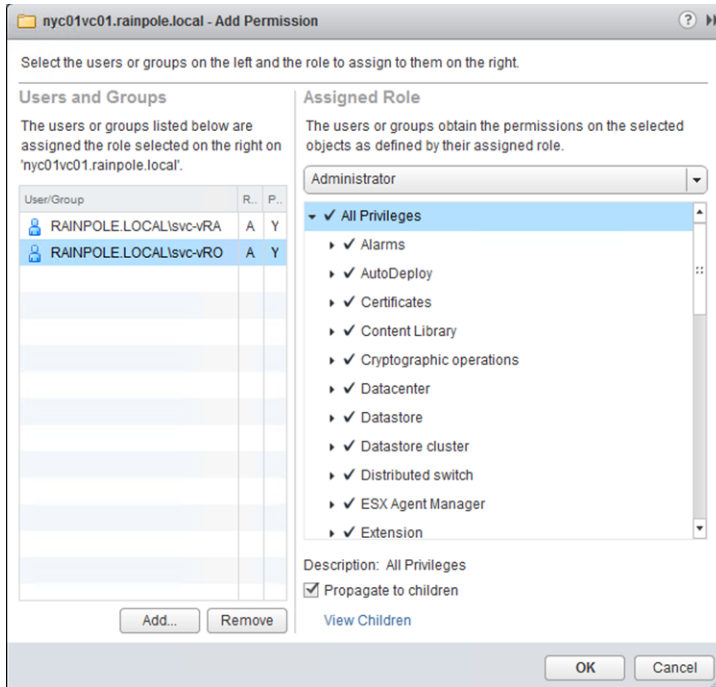 nyc01vc01.rainpole.local - Add Permission
?
Select the users or groups on the left and the role to assign to them on the right.
Users and Groups
The users or groups listed below are
assigned the role selected on the right on
'nyc01vc01.rainpole.local'.
User/Group R.. P..
RAINPOLE.LOCAL\svc-vRA A Y
RAINPOLE.LOCAL\svc-vRO A Y
Add...
Remove
Assigned Role
The users or groups obtain the permissions on the selected
objects as defined by their assigned role.
Administrator
All Privileges
Alarms
AutoDeploy
Certificates
Content Library
Cryptographic operations
Datacenter
Datastore
Datastore cluster
Distributed switch
ESX Agent Manager
Extension
Description: All Privileges
Propagate to children
View Children
OK
Cancel